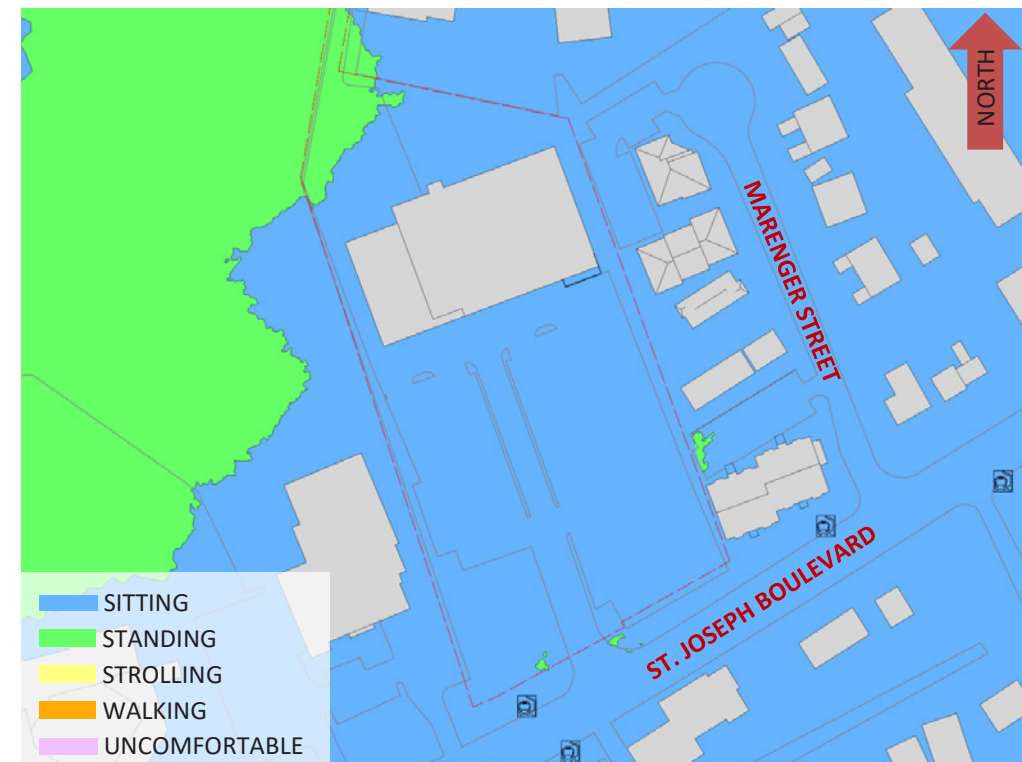 NORTH
MARENGER STREET
ST. JOSEPH BOULEVARD
SITTING
STANDING
STROLLING
WALKING
UNCOMFORTABLE